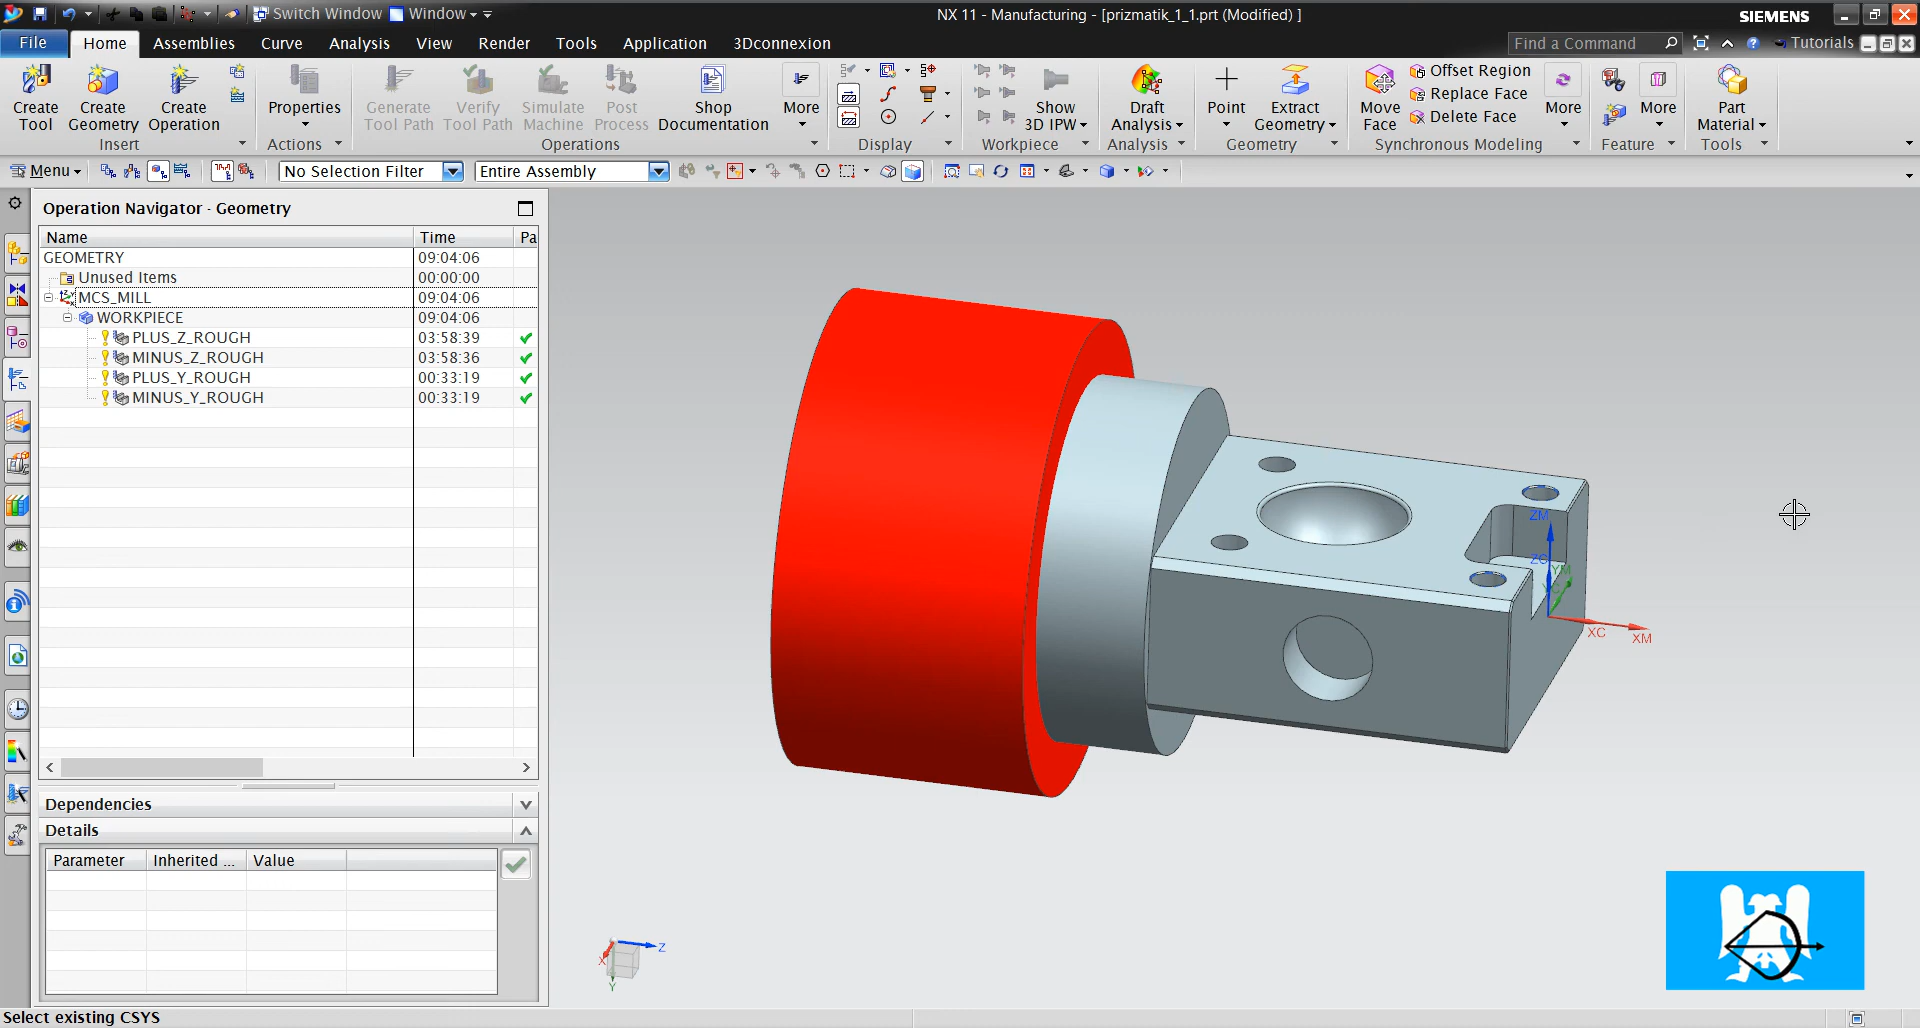 Switch Window Window NX 11 - Manufacturing - [prizmatik_1_1.prt (Modified) ] SIEMENS
File Home Assemblies Curve Analysis View Render Tools Application 3Dconnexion Find a Command Tutorials
Create Tool Create Geometry Create Operation Properties Generate Tool Path Verify Tool Path Simulate Machine Post Process Shop Documentation More Show 3D IPW Draft Analysis Point Extract Geometry Move Face Offset Region Replace Face Delete Face More More Part Material
Insert Actions Operations Display Workpiece Analysis Geometry Synchronous Modeling Feature Tools
Menu No Selection Filter Entire Assembly
Operation Navigator - Geometry
Name Time Pa
GEOMETRY 09:04:06
Unused Items 00:00:00
MCS_MILL 09:04:06
WORKPIECE 09:04:06
PLUS_Z_ROUGH 03:58:39
MINUS_Z_ROUGH 03:58:36
PLUS_Y_ROUGH 00:33:19
MINUS_Y_ROUGH 00:33:19
ZM
ZC
YM
YC
XC
XM
Dependencies
Details
Parameter Inherited ... Value
Z
X
Y
Select existing CSYS